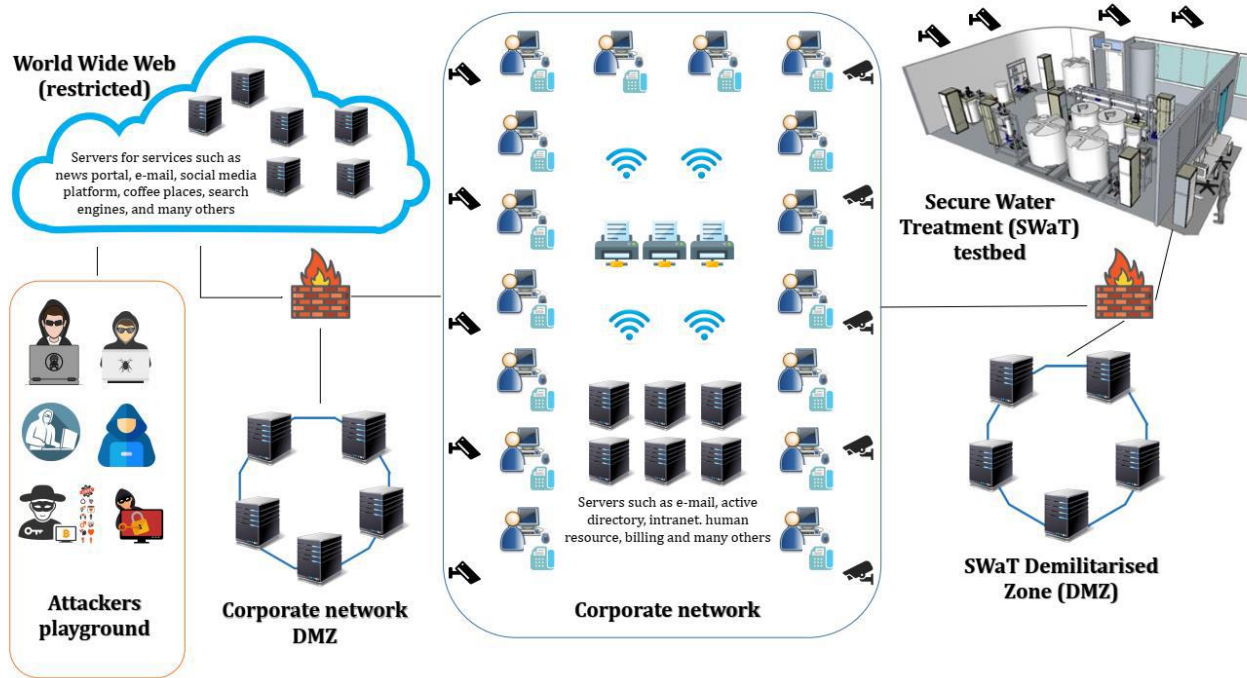 World Wide Web
(restricted)
Servers for services such as
news portal, e-mail, social media
platform, coffee places, search
engines, and many others
Secure Water
Treatment (SWaT)
testbed
Servers such as e-mail, active
directory, intranet. human
resource, billing and many others
Attackers
playground
Corporate network
DMZ
Corporate network
SWaT Demilitarised
Zone (DMZ)